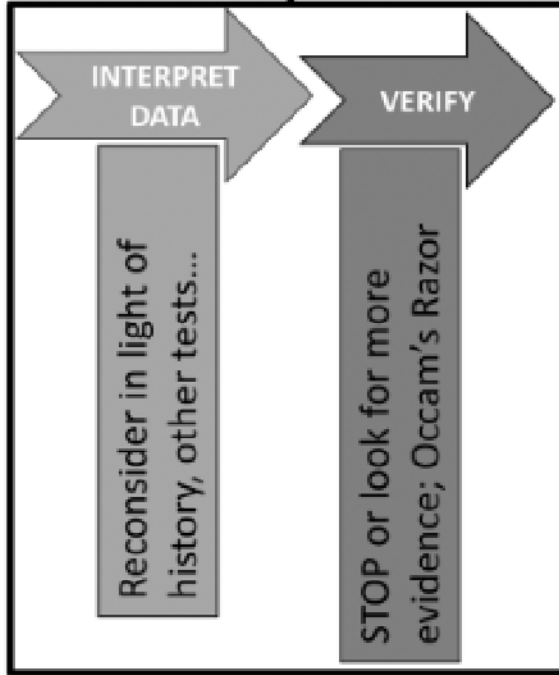 INTERPRET
DATA
VERIFY
Reconsider in light of
history, other tests...
STOP or look for more
evidence; Occam's Razor